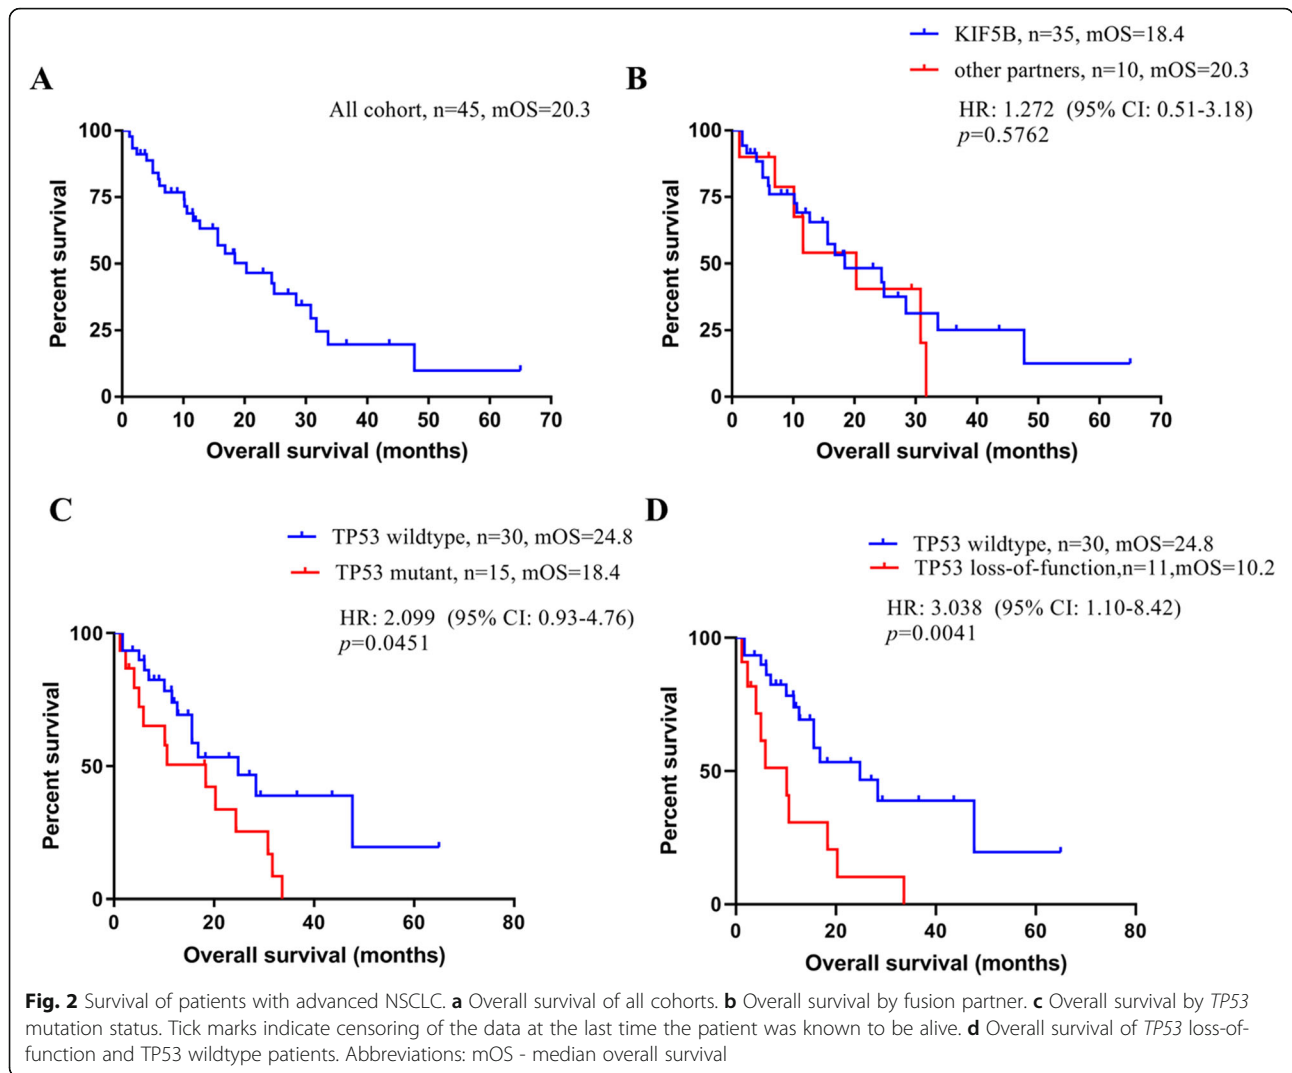 A
All cohort, n=45, mOS=20.3
100
75
50
25
0
Percent survival
0 10 20 30 40 50 60 70
Overall survival (months)
B
KIF5B, n=35, mOS=18.4
other partners, n=10, mOS=20.3
HR: 1.272 (95% CI: 0.51-3.18)
p=0.5762
100
75
50
25
0
Percent survival
0 10 20 30 40 50 60 70
Overall survival (months)
C
TP53 wildtype, n=30, mOS=24.8
TP53 mutant, n=15, mOS=18.4
HR: 2.099 (95% CI: 0.93-4.76)
p=0.0451
100
50
0
Percent survival
0 20 40 60 80
Overall survival (months)
D
TP53 wildtype, n=30, mOS=24.8
TP53 loss-of-function,n=11,mOS=10.2
HR: 3.038 (95% CI: 1.10-8.42)
p=0.0041
100
50
0
Percent survival
0 20 40 60 80
Overall survival (months)
Fig. 2 Survival of patients with advanced NSCLC. a Overall survival of all cohorts. b Overall survival by fusion partner. c Overall survival by TP53
mutation status. Tick marks indicate censoring of the data at the last time the patient was known to be alive. d Overall survival of TP53 loss-of-
function and TP53 wildtype patients. Abbreviations: mOS - median overall survival